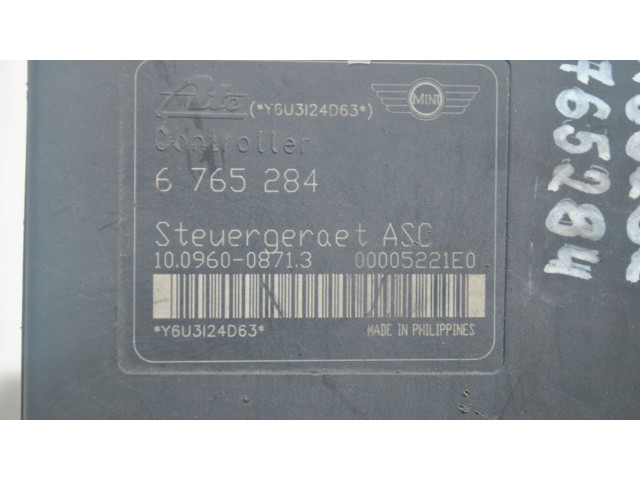 Ate (*Y6U3I24D63*) MINI
Controller
6 765 284
Steuergeraet ASC
10.0960-0871.3 00005221E0
*Y6U3I24D63*
MADE IN PHILIPPINES
765284